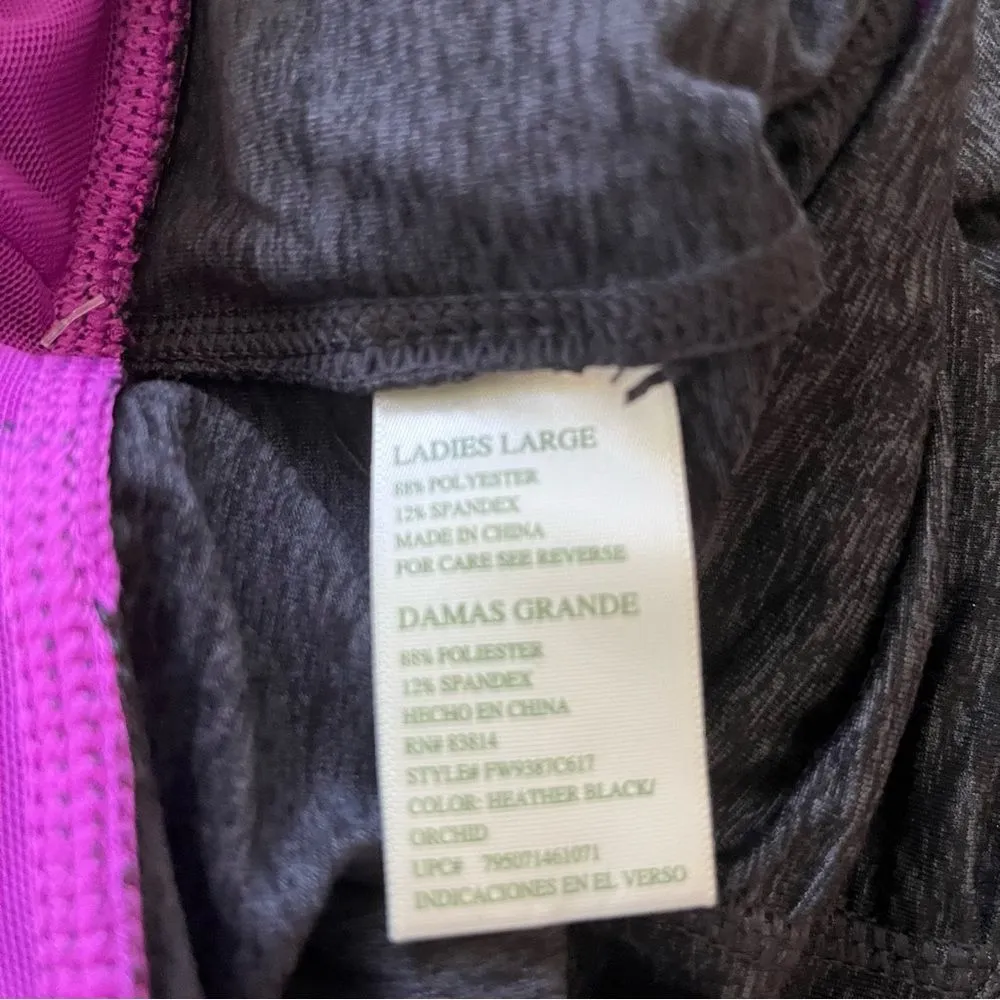 LADIES LARGE
88% POLYESTER
12% SPANDEX
MADE IN CHINA
FOR CARE SEE REVERSE
DAMAS GRANDE
88% POLIESTER
12% SPANDEX
HECHO EN CHINA
RN# 83814
STYLE# FW9387C617
COLOR: HEATHER BLACK/
ORCHID
UPC# 795071461071
INDICACIONES EN EL VERSO